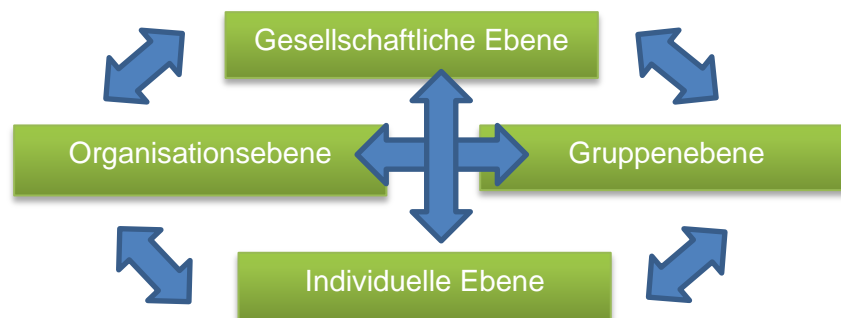 Gesellschaftliche Ebene
Organisationsebene
Gruppenebene
Individuelle Ebene